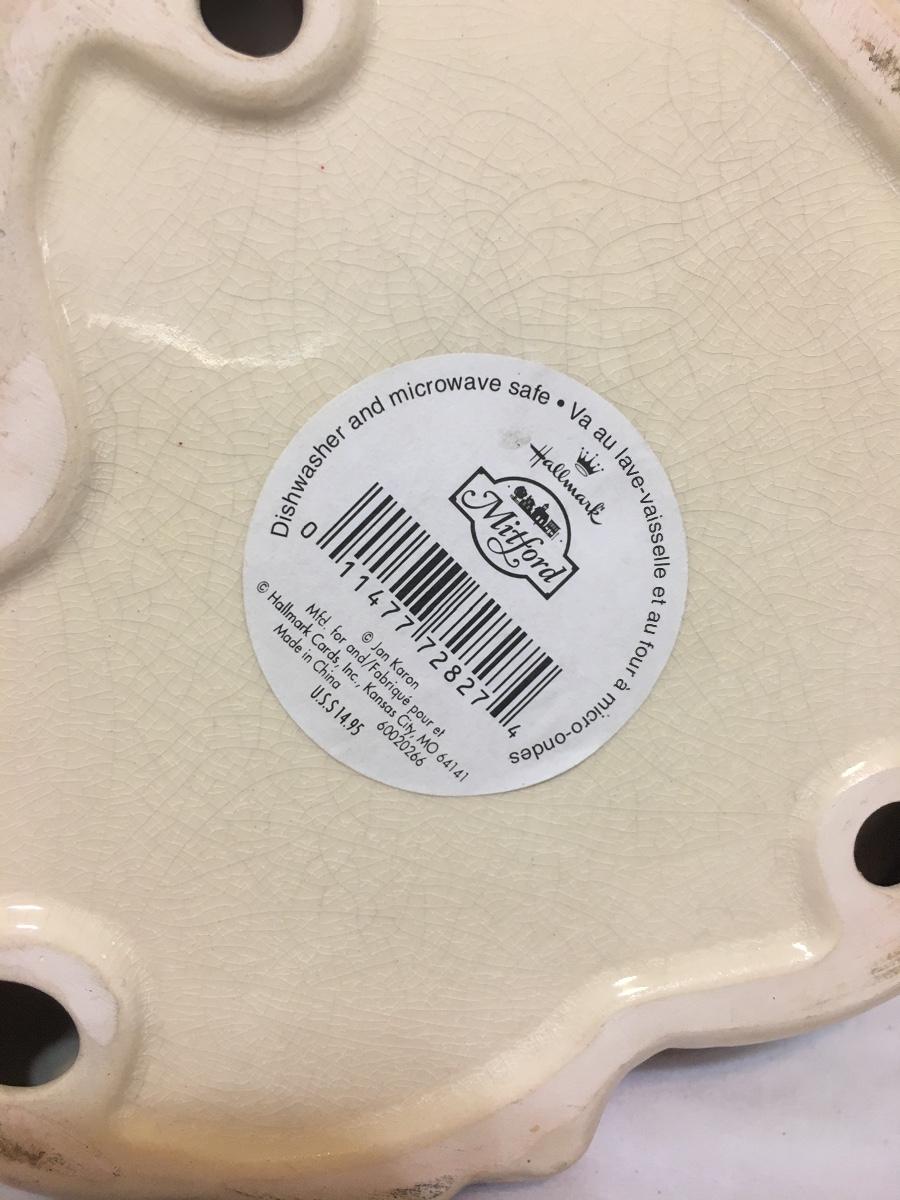 Dishwasher and microwave safe • Va au lave-vaisselle et au four à micro-ondes
Hallmark
Mitford
0 11477 72827 4
© Jan Karon
Mfd. for and/Fabriqué pour et
© Hallmark Cards, Inc., Kansas City, MO 64141
Made in China 60020266
U.S.$ 14.95